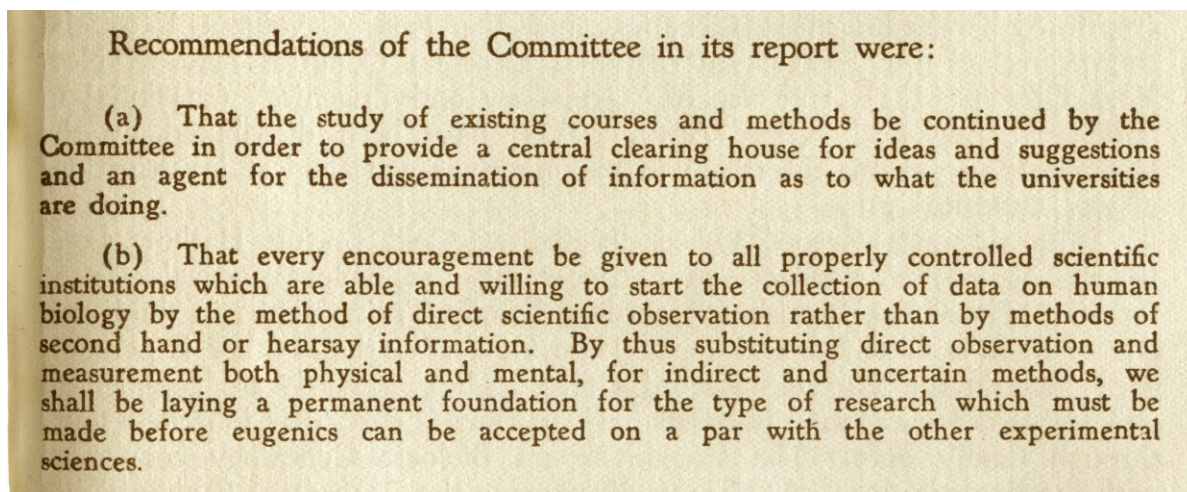 Recommendations of the Committee in its report were:
(a) That the study of existing courses and methods be continued by the
Committee in order to provide a central clearing house for ideas and suggestions
and an agent for the dissemination of information as to what the universities
are doing.
(b) That every encouragement be given to all properly controlled scientific
institutions which are able and willing to start the collection of data on human
biology by the method of direct scientific observation rather than by methods of
second hand or hearsay information. By thus substituting direct observation and
measurement both physical and mental, for indirect and uncertain methods, we
shall be laying a permanent foundation for the type of research which must be
made before eugenics can be accepted on a par with the other experimental
sciences.